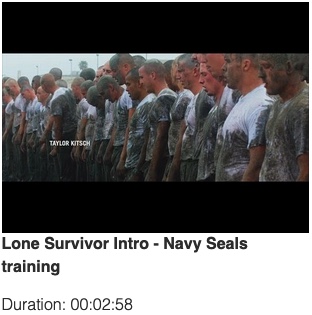 TAYLOR KITSCH
Lone Survivor Intro - Navy Seals
training
Duration: 00:02:58